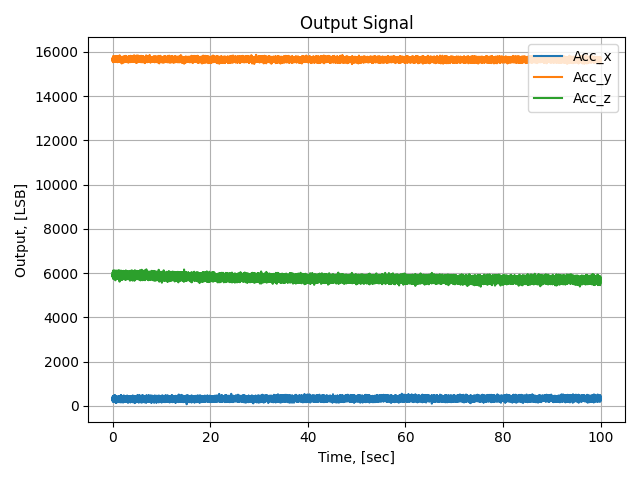 Output Signal
Output, [LSB]
16000
14000
12000
10000
8000
6000
4000
2000
0
Acc_x
Acc_y
Acc_z
0 20 40 60 80 100
Time, [sec]